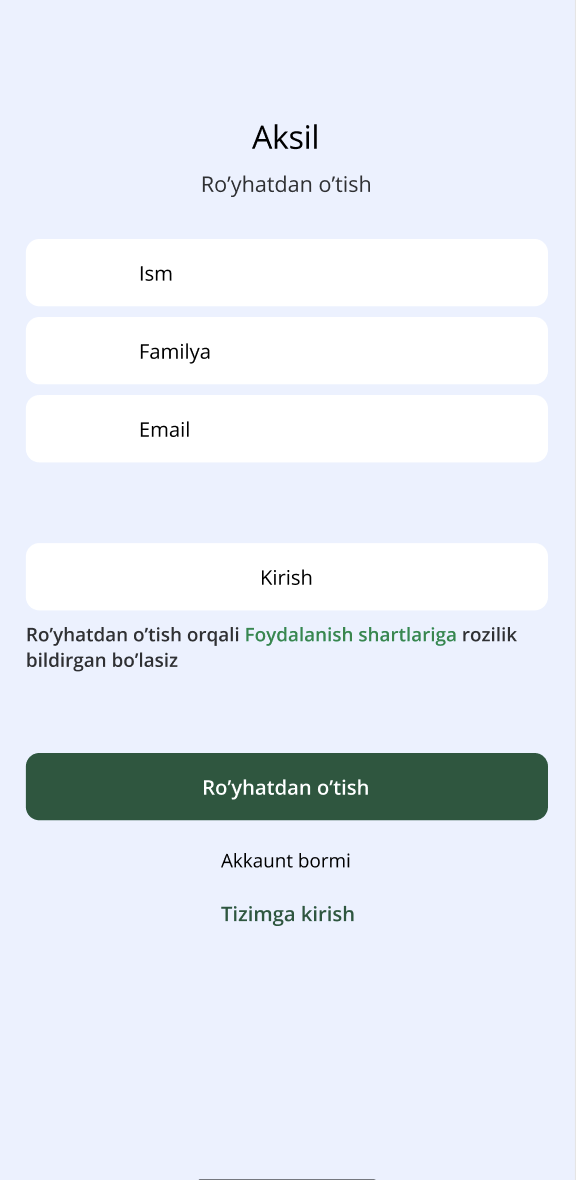 Aksil
Ro’yhatdan o’tish
Ism
Familya
Email
Kirish
Ro’yhatdan o’tish orqali Foydalanish shartlariga rozilik
bildirgan bo’lasiz
Ro’yhatdan o’tish
Akkaunt bormi
Tizimga kirish